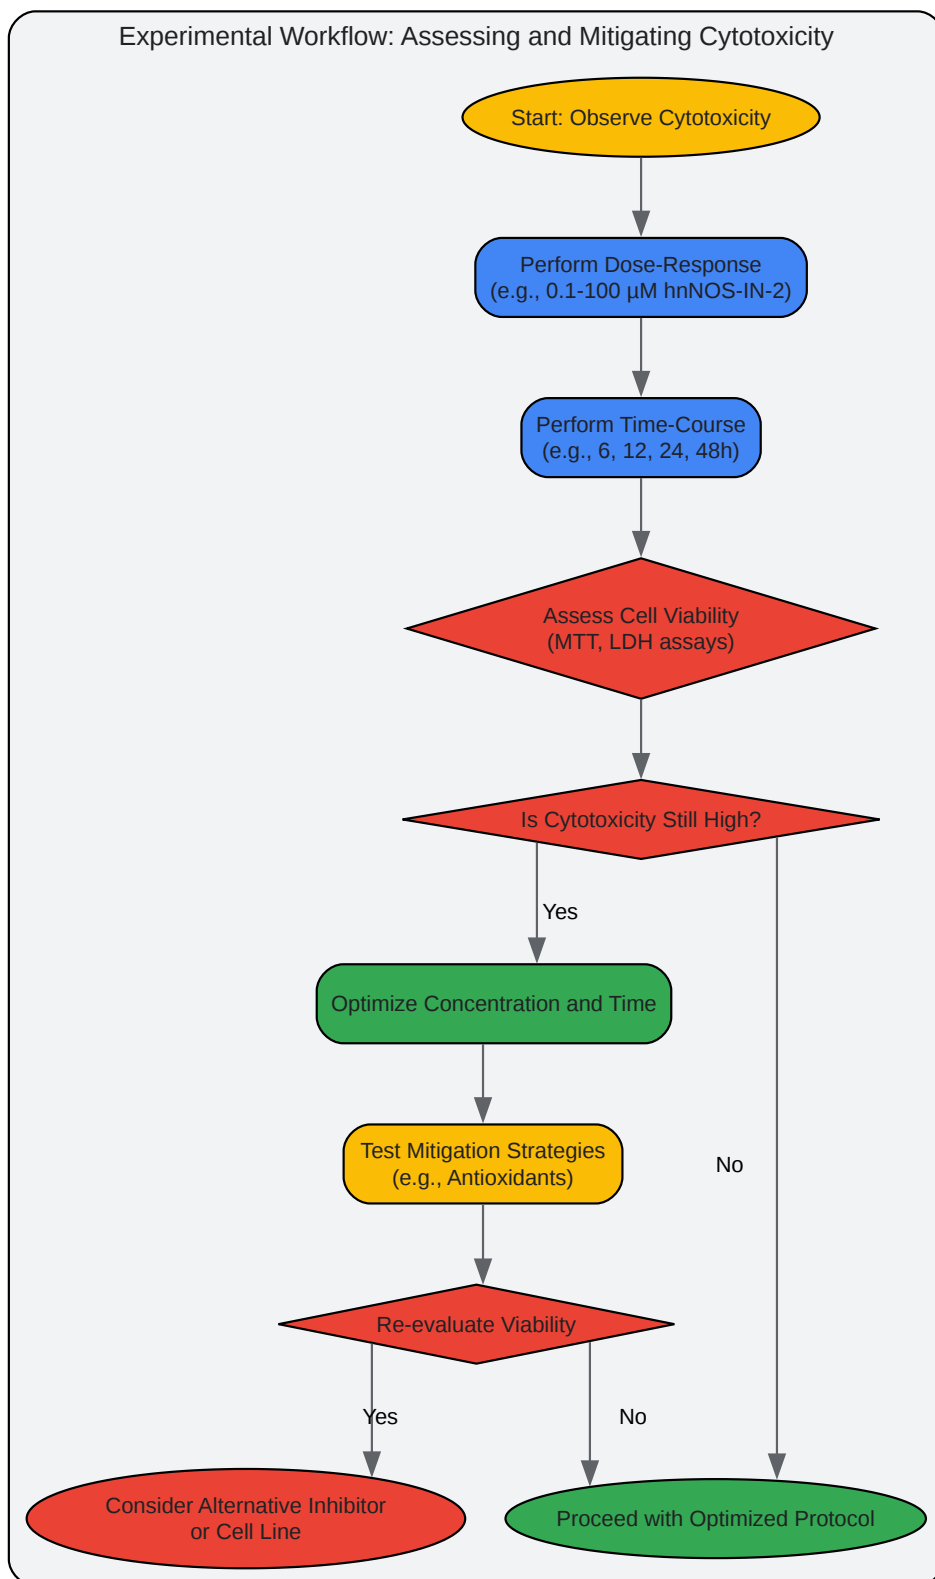 Experimental Workflow: Assessing and Mitigating Cytotoxicity
Start: Observe Cytotoxicity
Perform Dose-Response
(e.g., 0.1-100 µM hnNOS-IN-2)
Perform Time-Course
(e.g., 6, 12, 24, 48h)
Assess Cell Viability
(MTT, LDH assays)
Is Cytotoxicity Still High?
Yes
Optimize Concentration and Time
Test Mitigation Strategies
(e.g., Antioxidants)
No
Re-evaluate Viability
Yes
No
Consider Alternative Inhibitor
or Cell Line
Proceed with Optimized Protocol